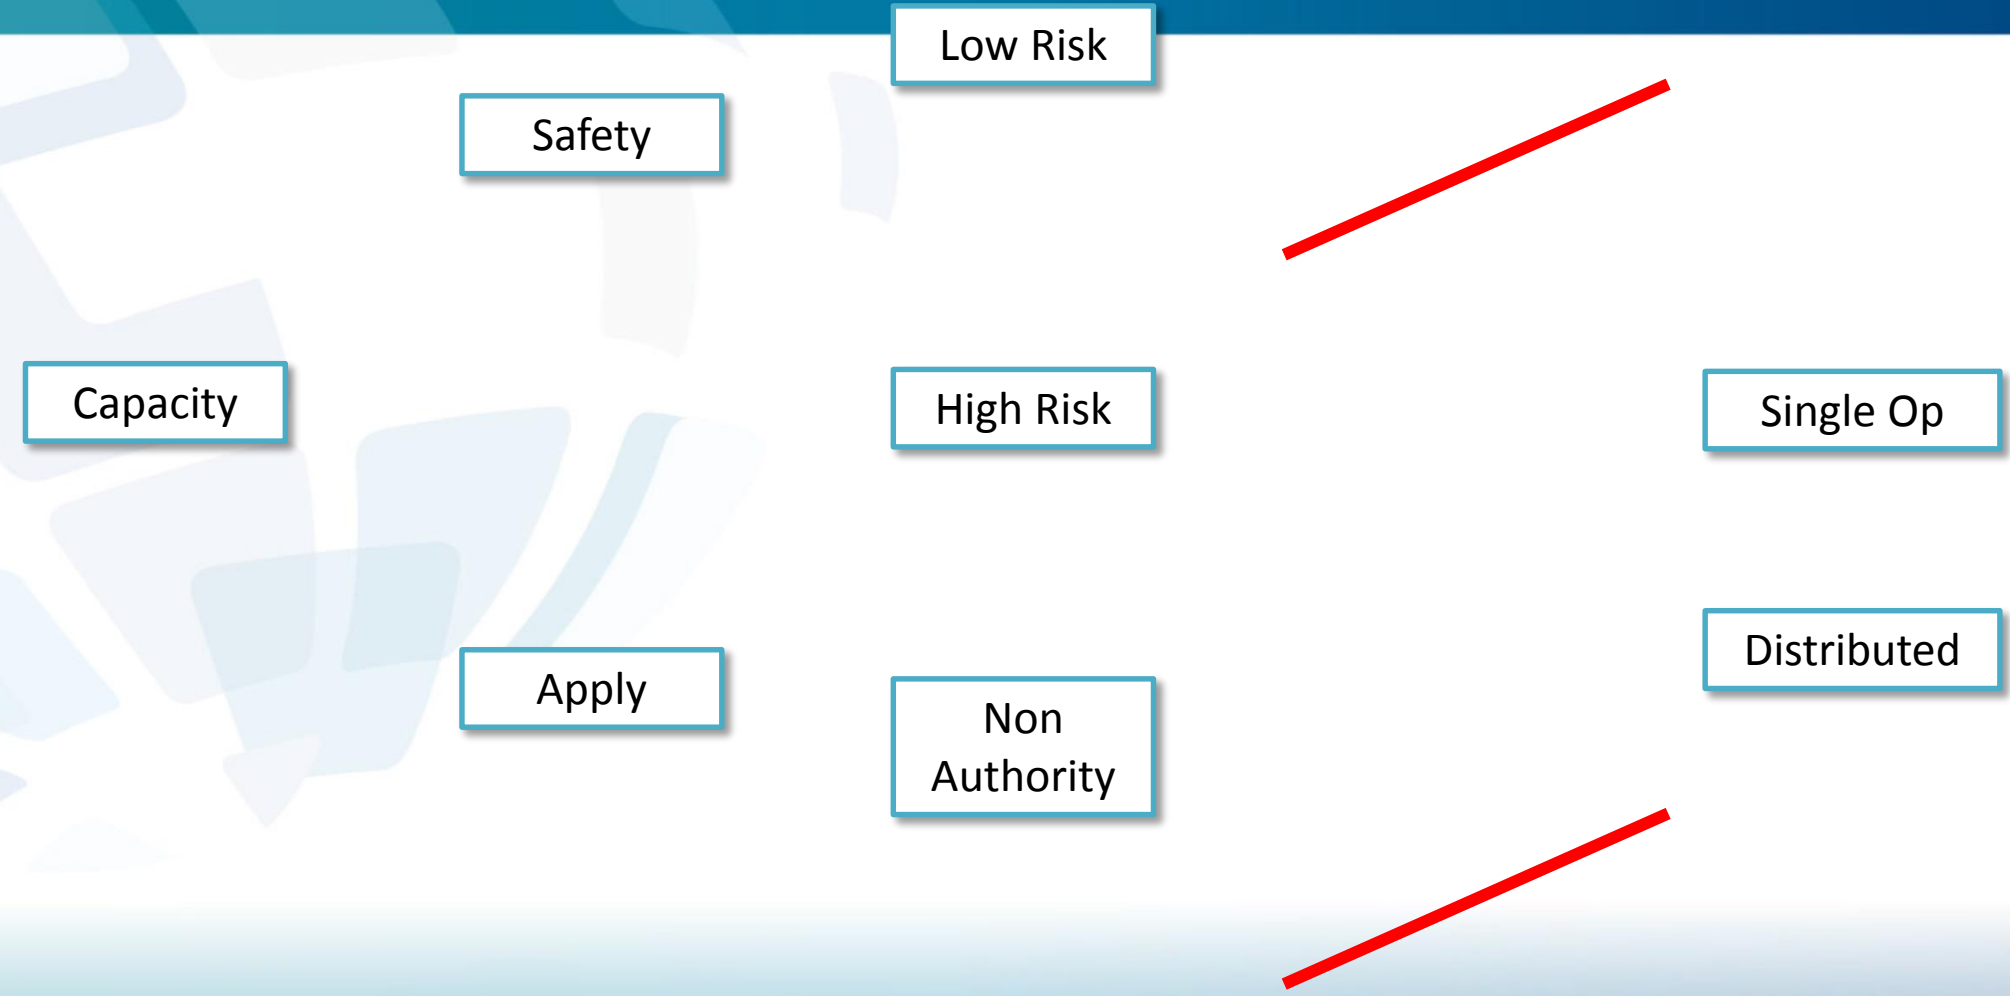 Low Risk
Safety
Capacity
High Risk
Single Op
Distributed
Apply
Non
Authority